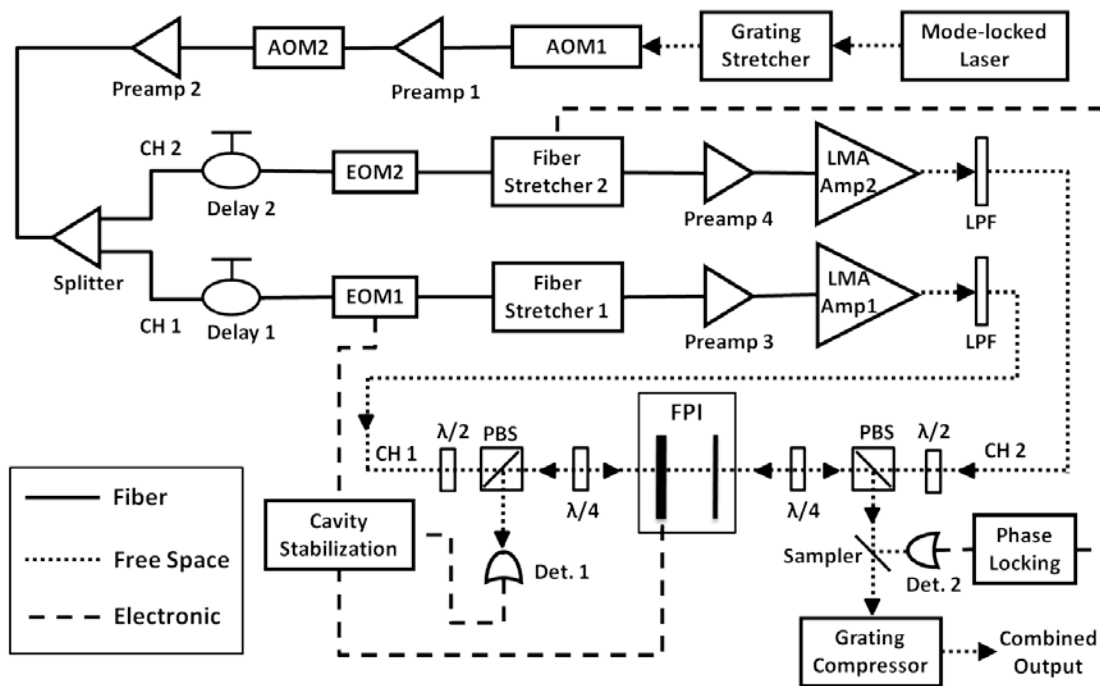 AOM2
AOM1
Grating
Stretcher
Mode-locked
Laser
Preamp 2
Preamp 1
CH 2
Delay 2
EOM2
Fiber
Stretcher 2
Preamp 4
LMA
Amp2
LPF
Splitter
CH 1
Delay 1
EOM1
Fiber
Stretcher 1
Preamp 3
LMA
Amp1
LPF
FPI
CH 1
λ/2
PBS
λ/4
λ/4
PBS
λ/2
CH 2
Cavity
Stabilization
Det. 1
Sampler
Det. 2
Phase
Locking
Grating
Compressor
Combined
Output
Fiber
Free Space
Electronic